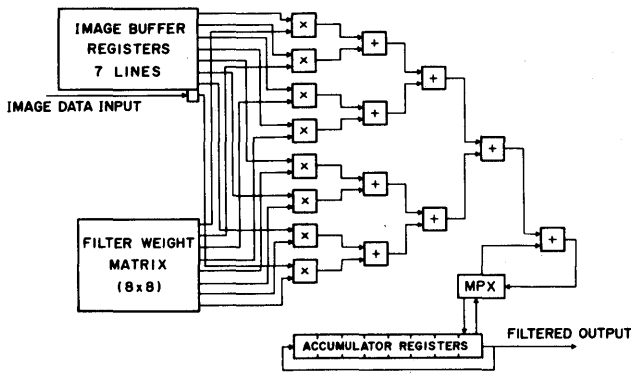 IMAGE BUFFER
REGISTERS
7 LINES
IMAGE DATA INPUT
FILTER WEIGHT
MATRIX
(8x8)
×
×
×
×
×
×
×
×
+
+
+
+
+
+
+
+
MPX
ACCUMULATOR REGISTERS
FILTERED OUTPUT